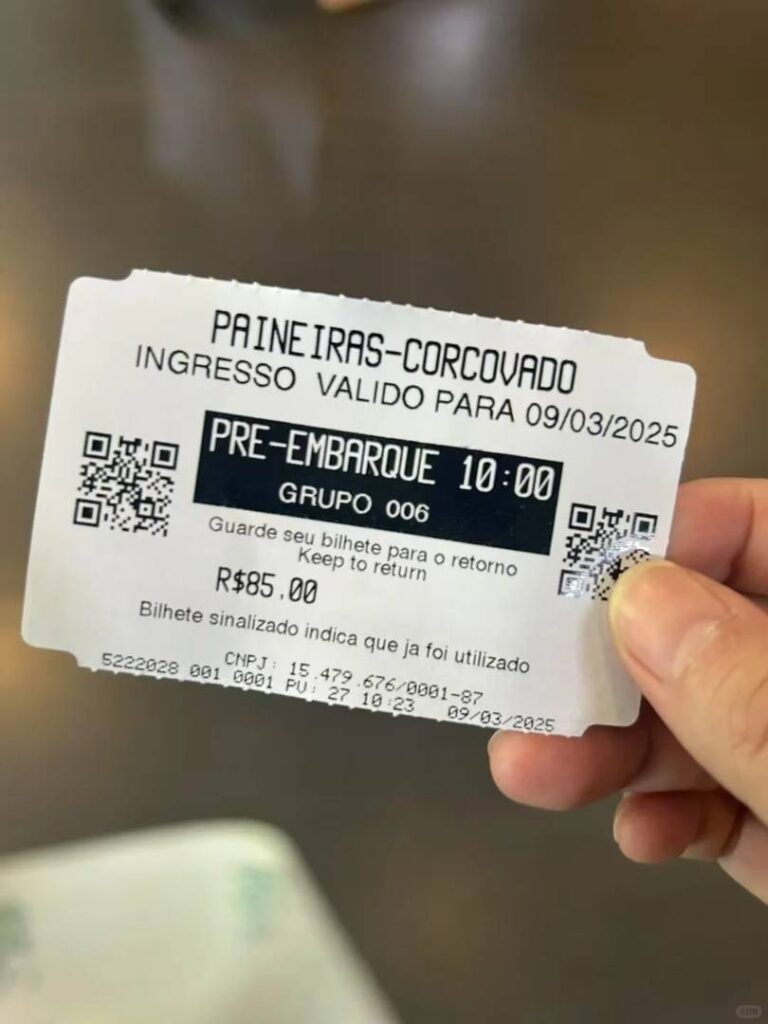 PAINEIRAS-CORCOVADO
INGRESSO VALIDO PARA 09/03/2025
PRE-EMBARQUE 10:00
GRUPO 006
Guarde seu bilhete para o retorno
Keep to return
R$85,00
Bilhete sinalizado indica que ja foi utilizado
CNPJ: 15.479.676/0001-87
5222028 001 0001 PU: 27 10:23 09/03/2025